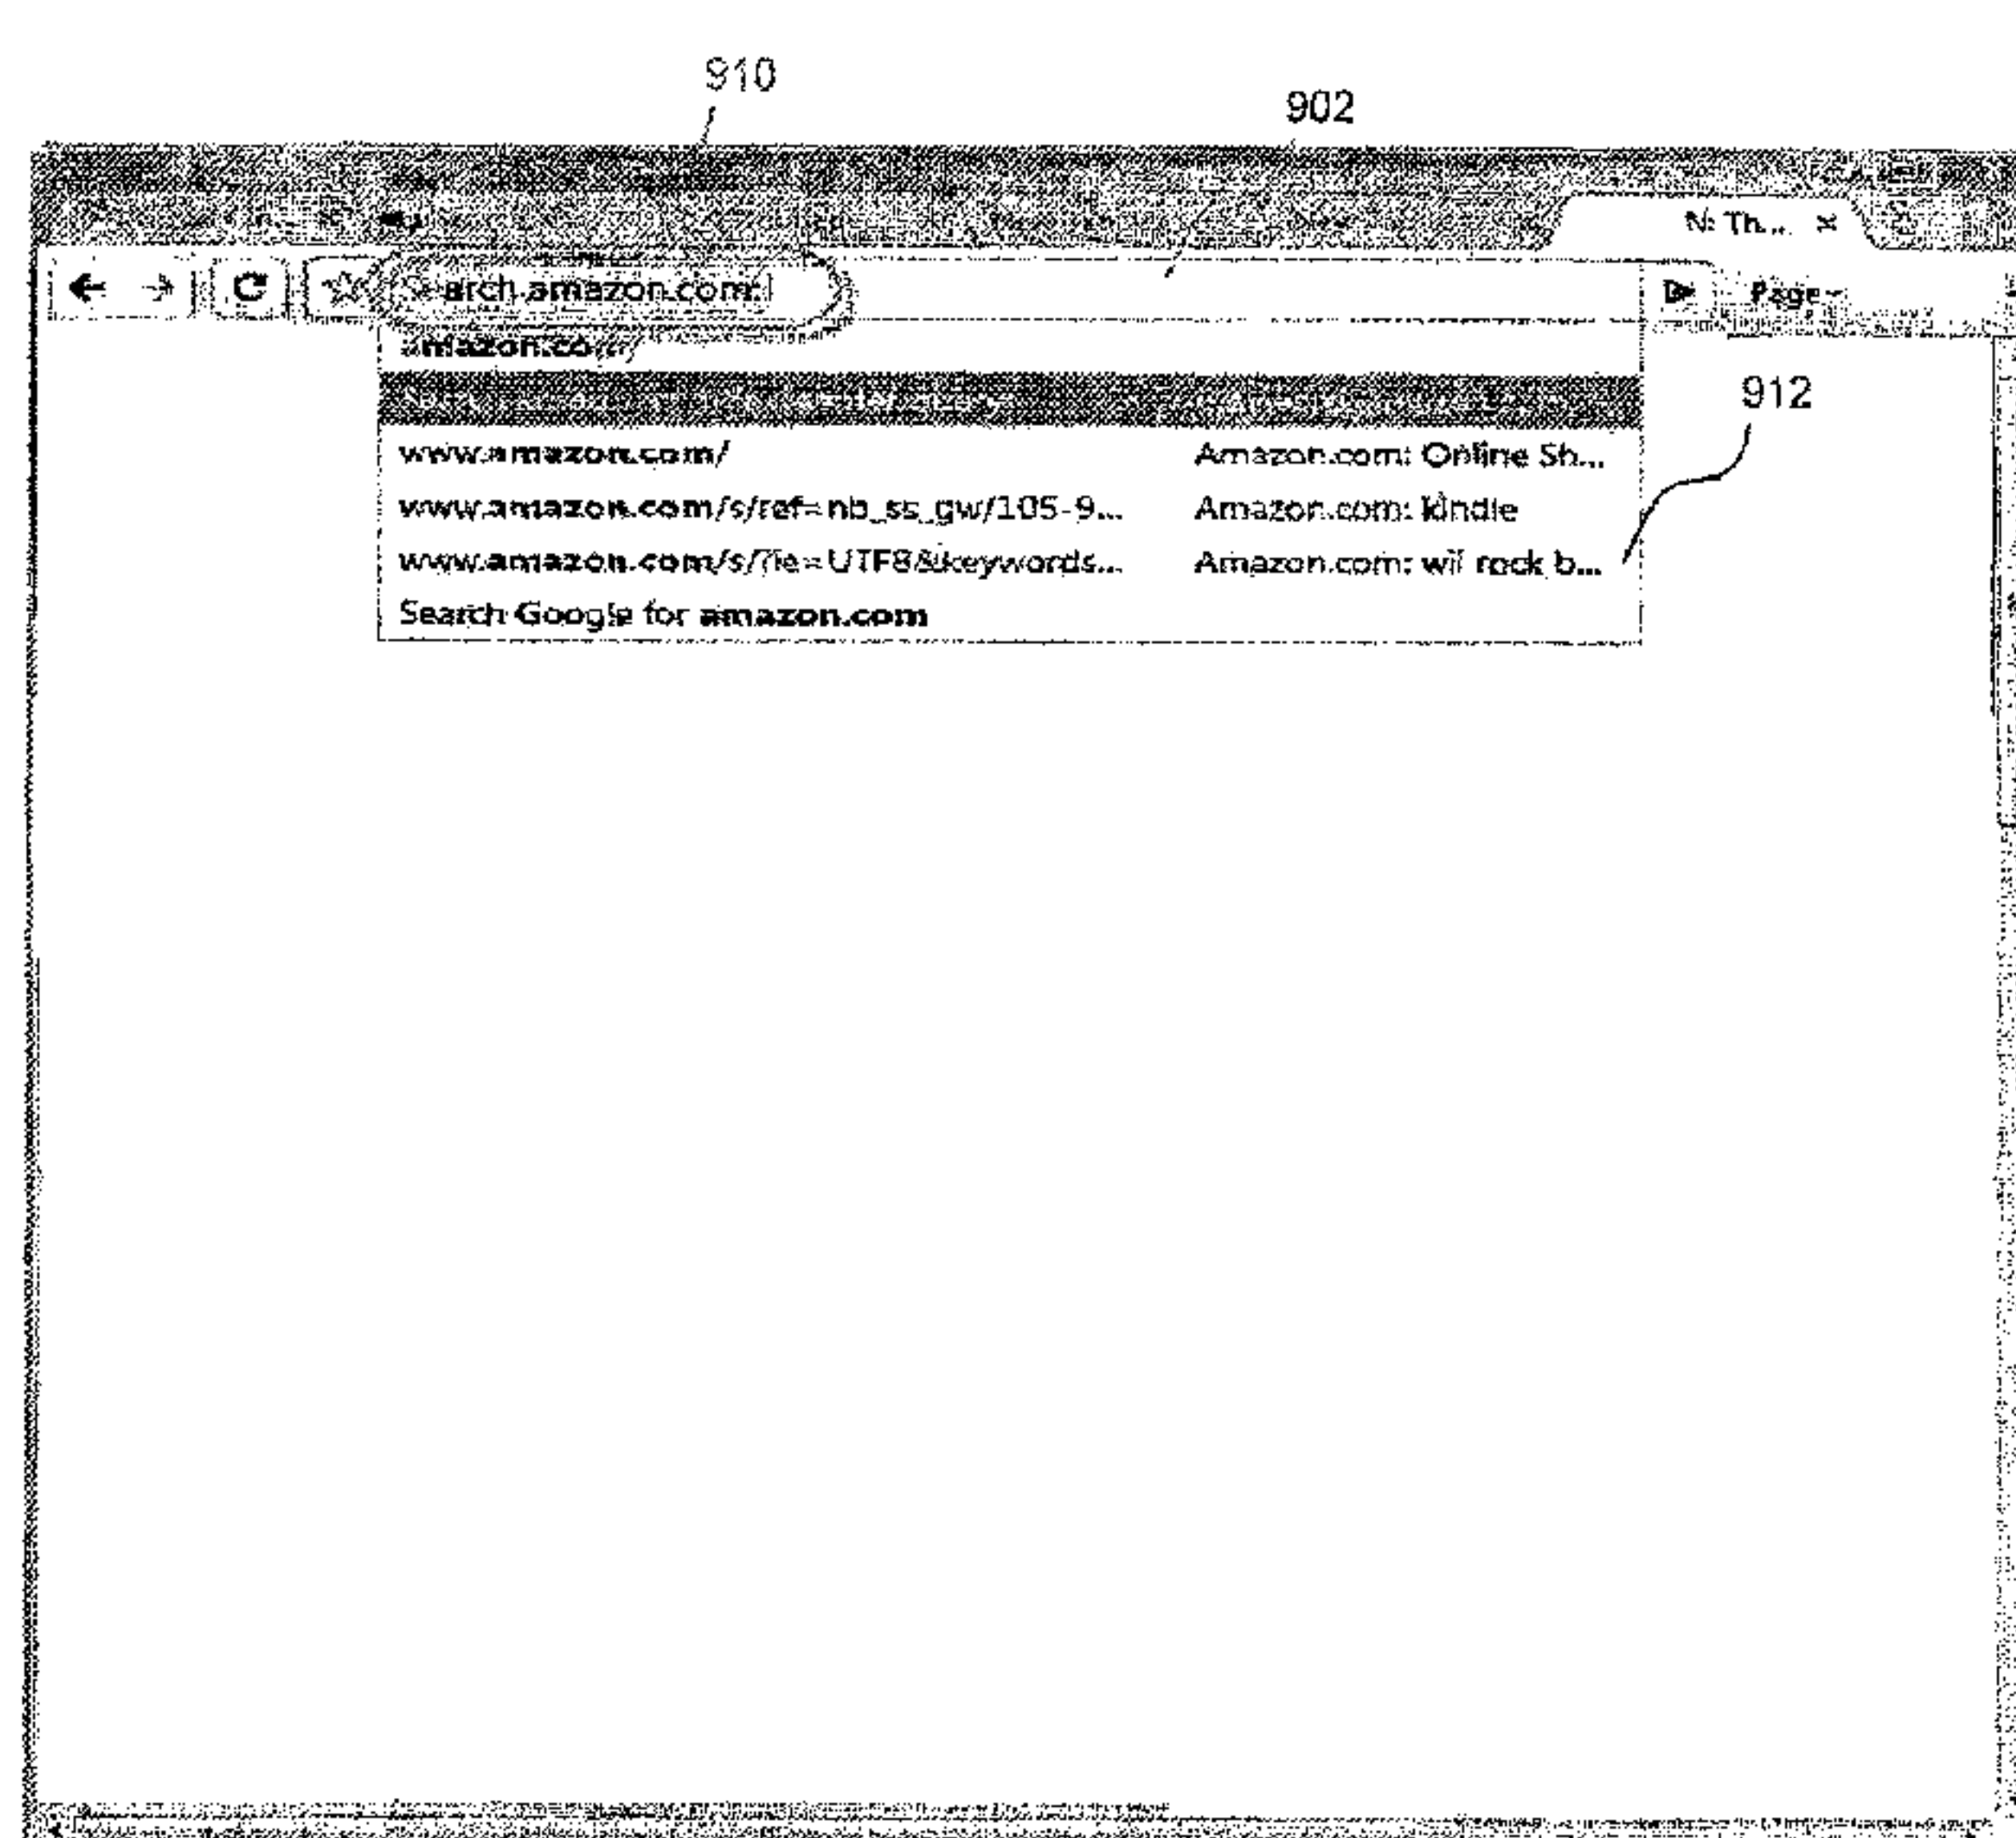 910
902
Th... x
Search amazon.com:
Page
amazon.co
912
www.amazon.com/ Amazon.com: Online Sh...
www.amazon.com/s/ref=nb_ss_gw/105-9... Amazon.com: kindle
www.amazon.com/s/?ie=UTF8&keywords... Amazon.com: wii rock b...
Search Google for amazon.com